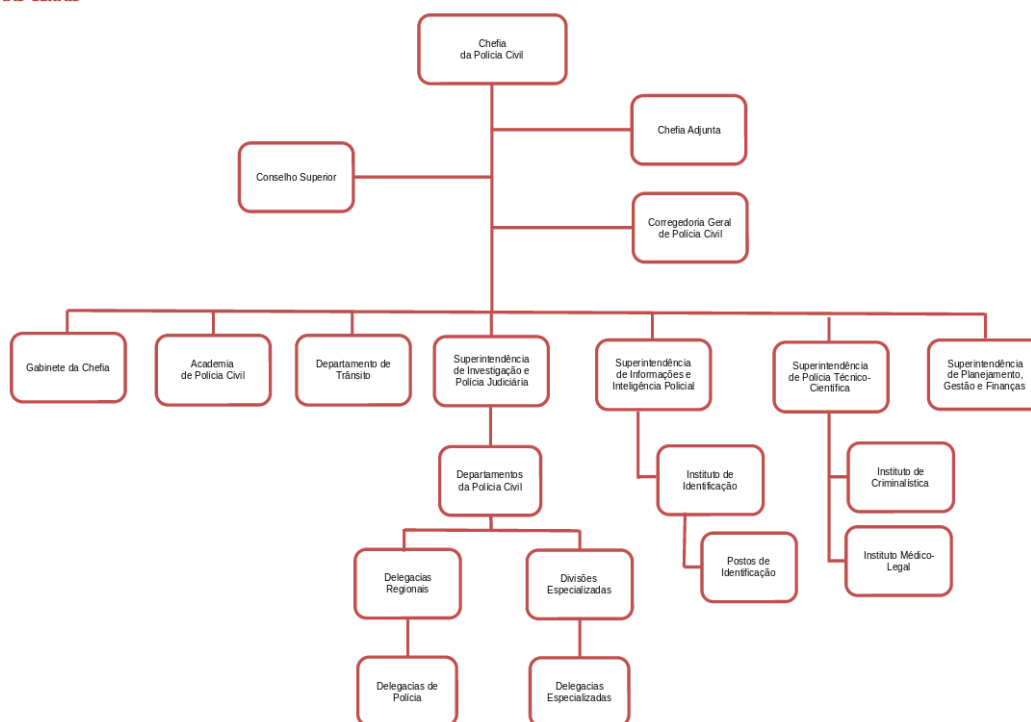 Chefia
da Polícia Civil
Chefia Adjunta
Conselho Superior
Corregedoria Geral
de Polícia Civil
Gabinete da Chefia
Academia
de Polícia Civil
Departamento de
Trânsito
Superintendência
de Investigação e
Polícia Judiciária
Superintendência
de Informações e
Inteligência Policial
Superintendência
de Polícia Técnico-
Científica
Superintendência
de Planejamento,
Gestão e Finanças
Departamentos
da Polícia Civil
Instituto de
Identificação
Instituto de
Criminalística
Delegacias
Regionais
Divisões
Especializadas
Postos de
Identificação
Instituto Médico-
Legal
Delegacias de
Polícia
Delegacias
Especializadas